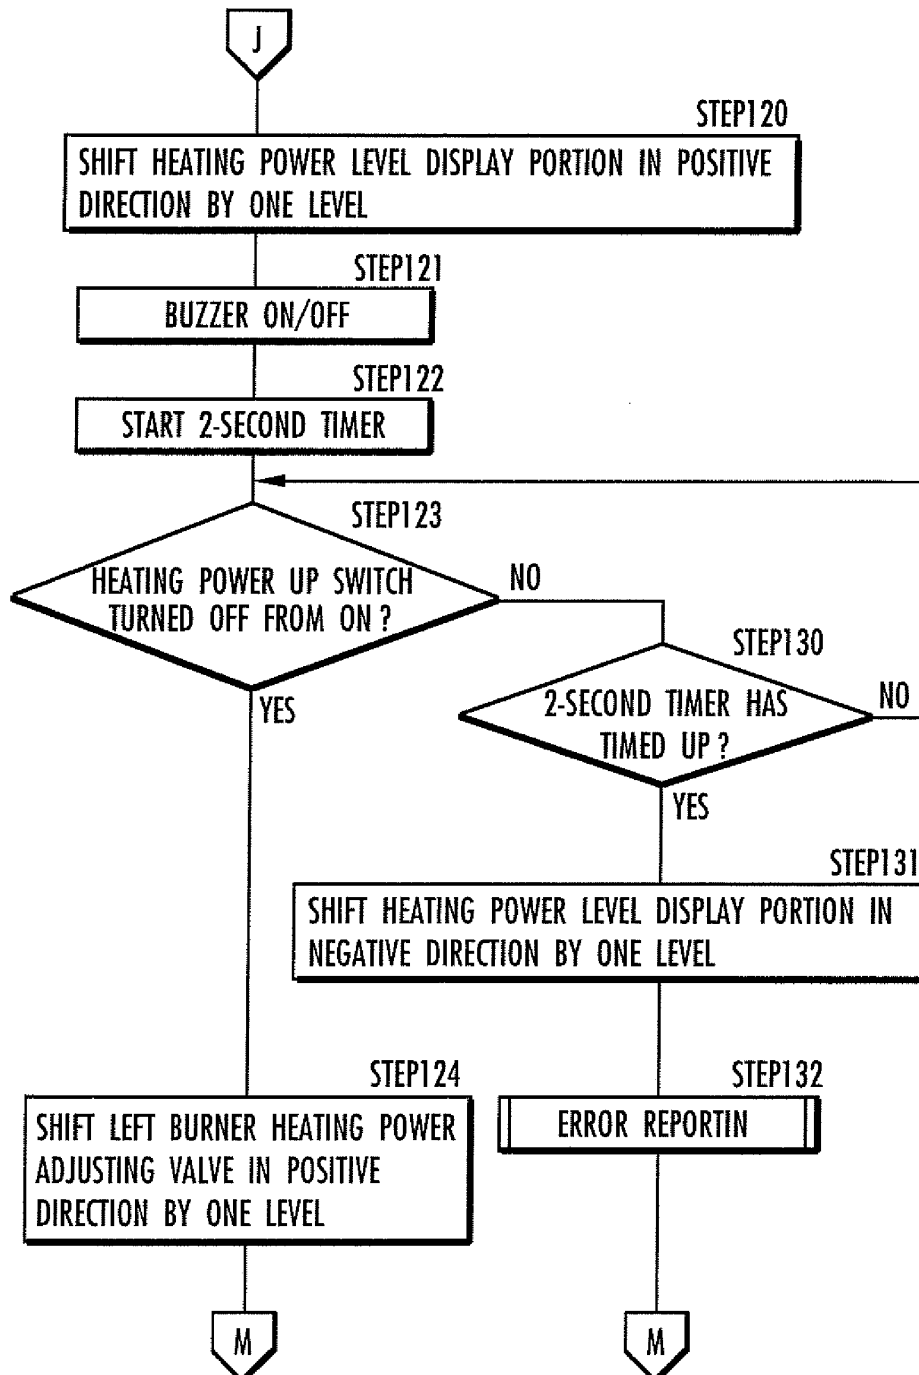 J
STEP120
SHIFT HEATING POWER LEVEL DISPLAY PORTION IN POSITIVE
DIRECTION BY ONE LEVEL
STEP121
BUZZER ON/OFF
STEP122
START 2-SECOND TIMER
STEP123
HEATING POWER UP SWITCH
TURNED OFF FROM ON?
NO
YES
STEP130
2-SECOND TIMER HAS
TIMED UP?
NO
YES
STEP131
SHIFT HEATING POWER LEVEL DISPLAY PORTION IN
NEGATIVE DIRECTION BY ONE LEVEL
STEP124
SHIFT LEFT BURNER HEATING POWER
ADJUSTING VALVE IN POSITIVE
DIRECTION BY ONE LEVEL
STEP132
ERROR REPORTIN
M
M